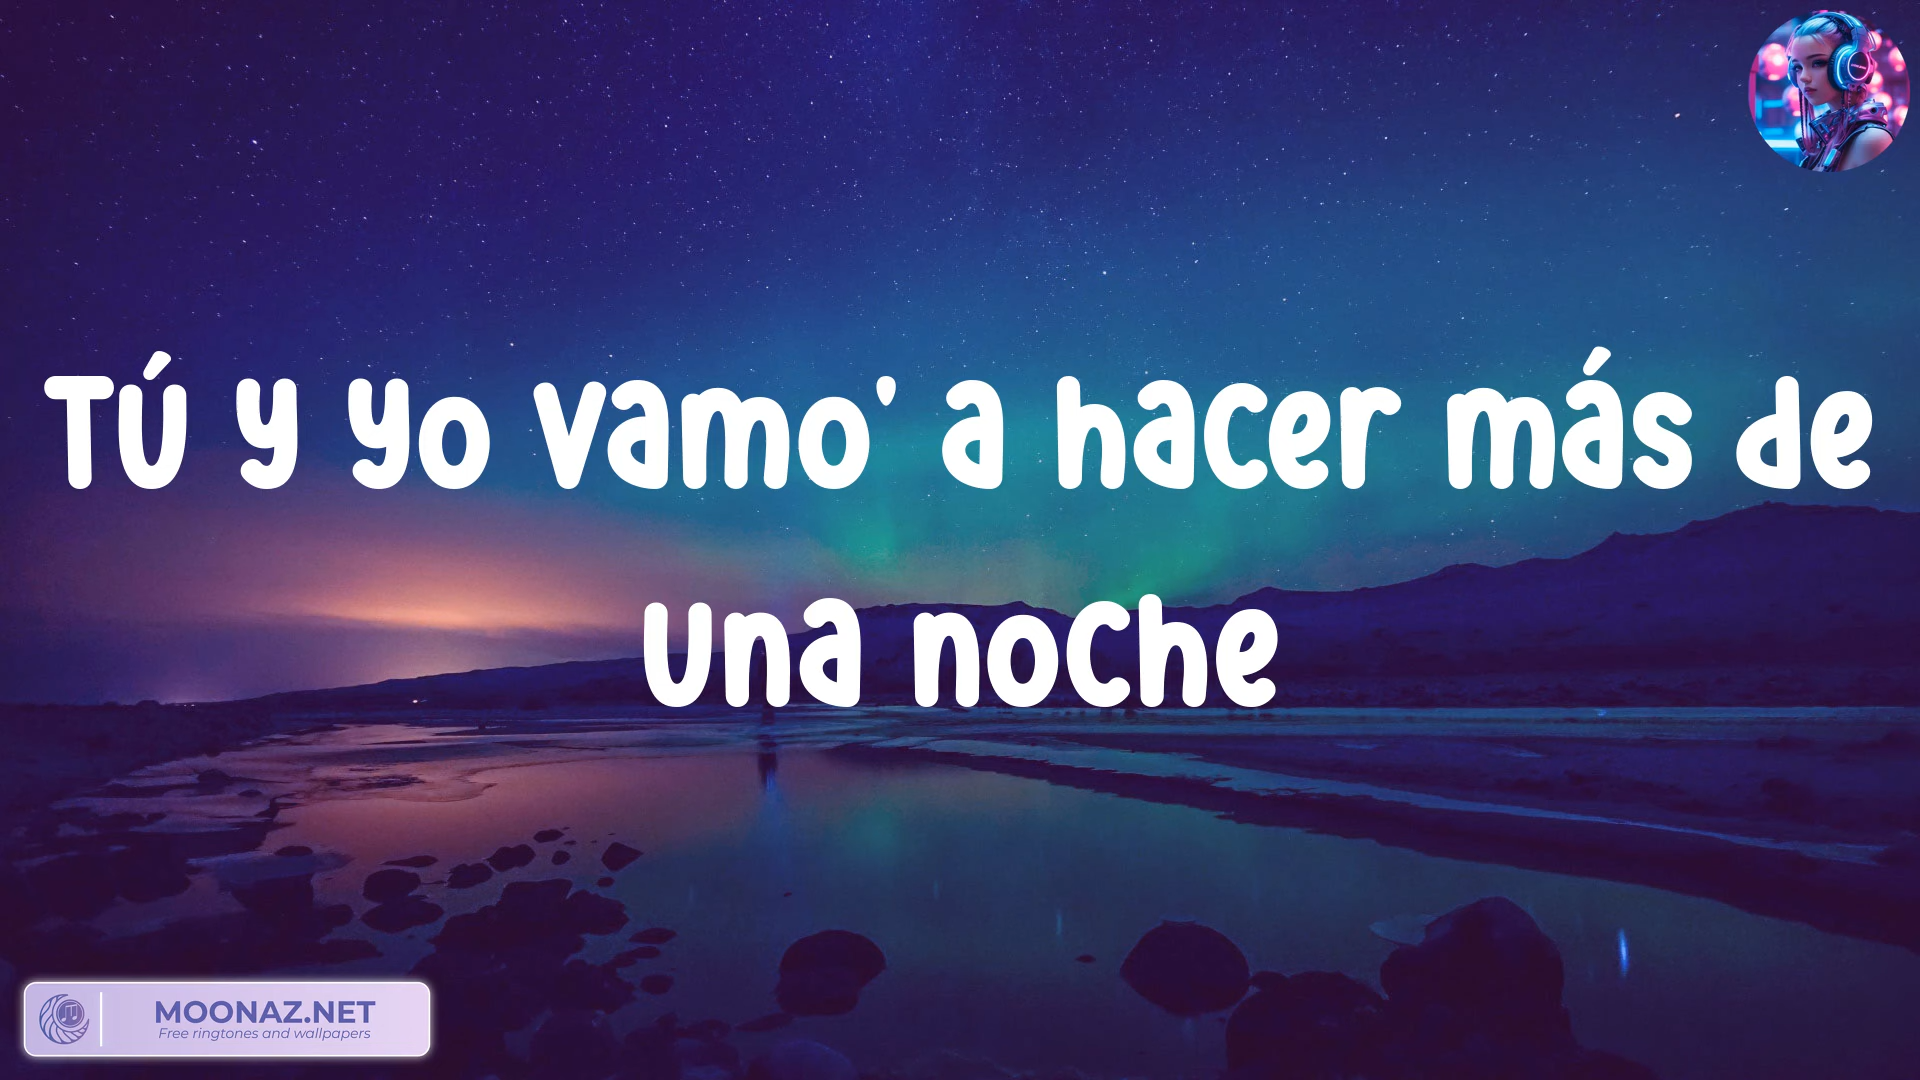 Tú y yo vamo' a hacer más de
una noche
MOONAZ.NET
Free ringtones and wallpapers